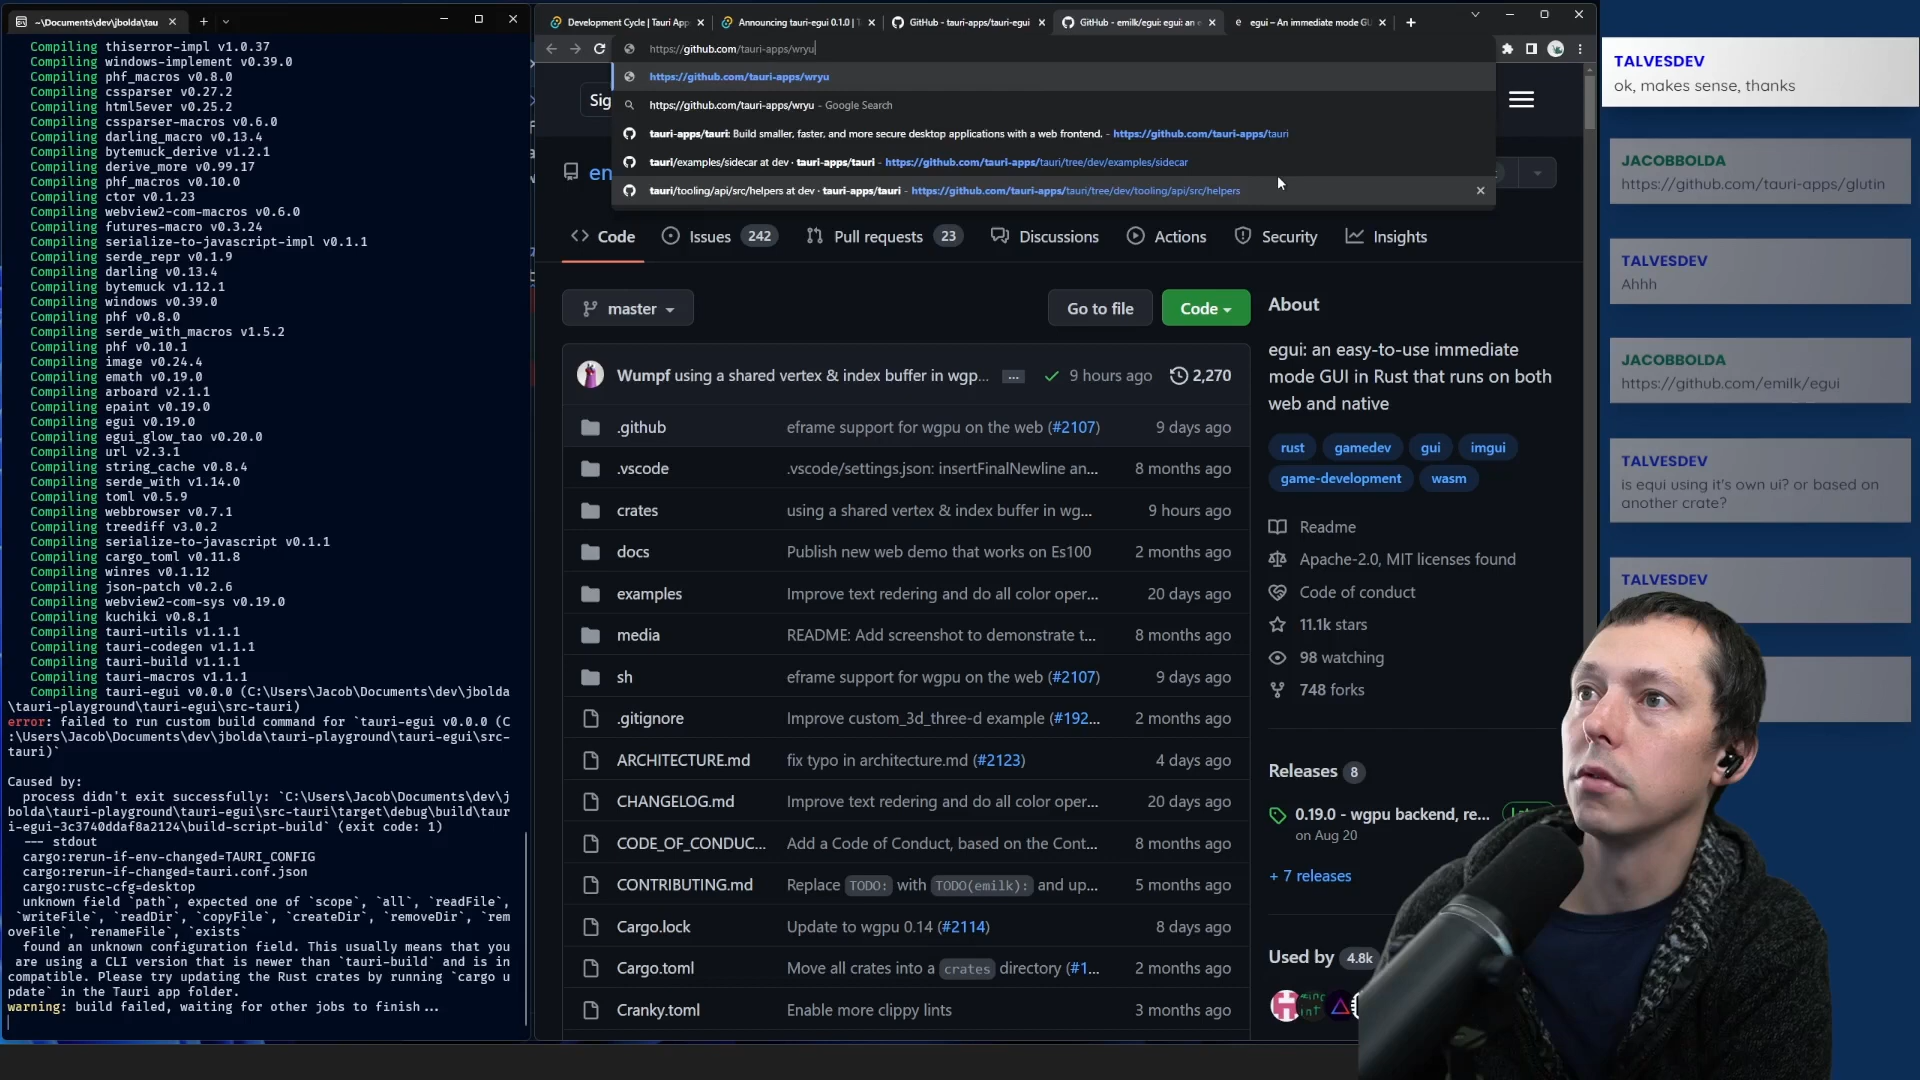 ~\Documents\dev\jbolda\tau
Compiling thiserror-impl v1.0.37
Compiling windows-implement v0.39.0
Compiling phf_macros v0.8.0
Compiling cssparser v0.27.2
Compiling html5ever v0.25.2
Compiling cssparser-macros v0.6.0
Compiling darling_macro v0.13.4
Compiling bytemuck_derive v1.2.1
Compiling derive_more v0.99.17
Compiling phf_macros v0.10.0
Compiling ctor v0.1.23
Compiling webview2-com-macros v0.6.0
Compiling futures-macro v0.3.24
Compiling serialize-to-javascript-impl v0.1.1
Compiling serde_repr v0.1.9
Compiling darling v0.13.4
Compiling bytemuck v1.12.1
Compiling windows v0.39.0
Compiling phf v0.8.0
Compiling serde_with_macros v1.5.2
Compiling phf v0.10.1
Compiling image v0.24.4
Compiling emath v0.19.0
Compiling arboard v2.1.1
Compiling epaint v0.19.0
Compiling egui v0.19.0
Compiling egui_glow_tao v0.20.0
Compiling url v2.3.1
Compiling string_cache v0.8.4
Compiling serde_with v1.14.0
Compiling toml v0.5.9
Compiling webbrowser v0.7.1
Compiling treediff v3.0.2
Compiling serialize-to-javascript v0.1.1
Compiling cargo_toml v0.11.8
Compiling winres v0.1.12
Compiling json-patch v0.2.6
Compiling webview2-com-sys v0.19.0
Compiling kuchiki v0.8.1
Compiling tauri-utils v1.1.1
Compiling tauri-codegen v1.1.1
Compiling tauri-build v1.1.1
Compiling tauri-macros v1.1.1
Compiling tauri-egui v0.0.0 (C:\Users\Jacob\Documents\dev\jbolda
\tauri-playground\tauri-egui\src-tauri)
error: failed to run custom build command for `tauri-egui v0.0.0 (C
:\Users\Jacob\Documents\dev\jbolda\tauri-playground\tauri-egui\src-
tauri)`
Caused by:
process didn't exit successfully: `C:\Users\Jacob\Documents\dev\j
bolda\tauri-playground\tauri-egui\src-tauri\target\debug\build\taur
i-egui-3c3740ddaf8a2124\build-script-build` (exit code: 1)
--- stdout
cargo:rerun-if-env-changed=TAURI_CONFIG
cargo:rerun-if-changed=tauri.conf.json
cargo:rustc-cfg=desktop
unknown field `path`, expected one of `scope`, `all`, `readFile`,
`writeFile`, `readDir`, `copyFile`, `createDir`, `removeDir`, `rem
oveFile`, `renameFile`, `exists`
found an unknown configuration field. This usually means that you
are using a CLI version that is newer than `tauri-build` and is in
compatible. Please try updating the Rust crates by running `cargo u
pdate` in the Tauri app folder.
warning: build failed, waiting for other jobs to finish...
Development Cycle | Tauri App
Announcing tauri-egui 0.1.0 | T
GitHub - tauri-apps/tauri-egui
GitHub - emilk/egui: egui: an e
egui – An immediate mode GU
https://github.com/tauri-apps/wryu
https://github.com/tauri-apps/wryu
https://github.com/tauri-apps/wryu - Google Search
tauri-apps/tauri: Build smaller, faster, and more secure desktop applications with a web frontend. - https://github.com/tauri-apps/tauri
tauri/examples/sidecar at dev · tauri-apps/tauri - https://github.com/tauri-apps/tauri/tree/dev/examples/sidecar
tauri/tooling/api/src/helpers at dev · tauri-apps/tauri - https://github.com/tauri-apps/tauri/tree/dev/tooling/api/src/helpers
Sig
Code
Issues 242
Pull requests 23
Discussions
Actions
Security
Insights
master
Go to file
Code
Wumpf using a shared vertex & index buffer in wgp... ... 9 hours ago 2,270
.github eframe support for wgpu on the web (#2107) 9 days ago
.vscode .vscode/settings.json: insertFinalNewline an... 8 months ago
crates using a shared vertex & index buffer in wg... 9 hours ago
docs Publish new web demo that works on Es100 2 months ago
examples Improve text redering and do all color oper... 20 days ago
media README: Add screenshot to demonstrate t... 8 months ago
sh eframe support for wgpu on the web (#2107) 9 days ago
.gitignore Improve custom_3d_three-d example (#192... 2 months ago
ARCHITECTURE.md fix typo in architecture.md (#2123) 4 days ago
CHANGELOG.md Improve text redering and do all color oper... 20 days ago
CODE_OF_CONDUC... Add a Code of Conduct, based on the Cont... 8 months ago
CONTRIBUTING.md Replace TODO: with TODO(emilk): and up... 5 months ago
Cargo.lock Update to wgpu 0.14 (#2114) 8 days ago
Cargo.toml Move all crates into a crates directory (#1... 2 months ago
Cranky.toml Enable more clippy lints 3 months ago
About
egui: an easy-to-use immediate
mode GUI in Rust that runs on both
web and native
rust gamedev gui imgui
game-development wasm
Readme
Apache-2.0, MIT licenses found
Code of conduct
11.1k stars
98 watching
748 forks
Releases 8
0.19.0 - wgpu backend, re...
on Aug 20
+ 7 releases
Used by 4.8k
TALVESDEV
ok, makes sense, thanks
JACOBBOLDA
https://github.com/tauri-apps/glutin
TALVESDEV
Ahhh
JACOBBOLDA
https://github.com/emilk/egui
TALVESDEV
is equi using it's own ui? or based on
another crate?
TALVESDEV